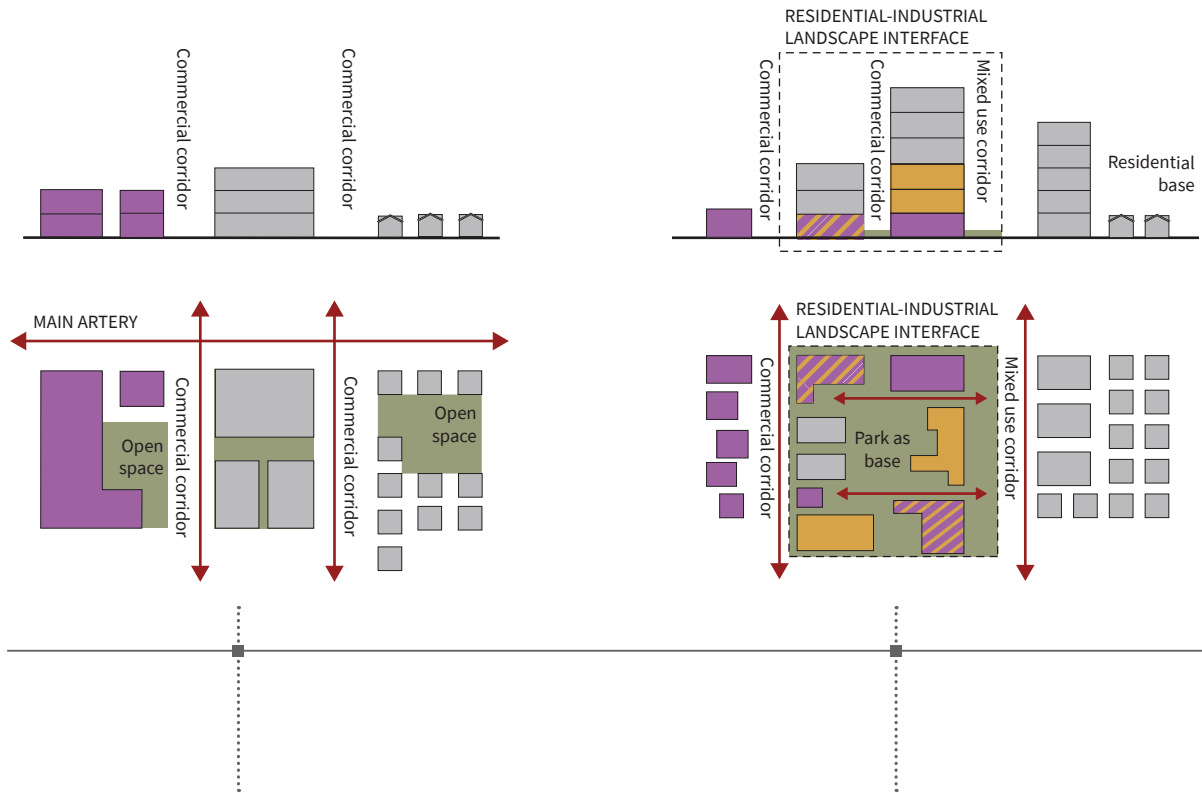 Commercial corridor
Commercial corridor
MAIN ARTERY
Commercial corridor
Commercial corridor
Open
space
Open
space
RESIDENTIAL-INDUSTRIAL
LANDSCAPE INTERFACE
Commercial corridor
Commercial corridor
Mixed use corridor
Residential
base
RESIDENTIAL-INDUSTRIAL
LANDSCAPE INTERFACE
Commercial corridor
Park as
base
Mixed use corridor